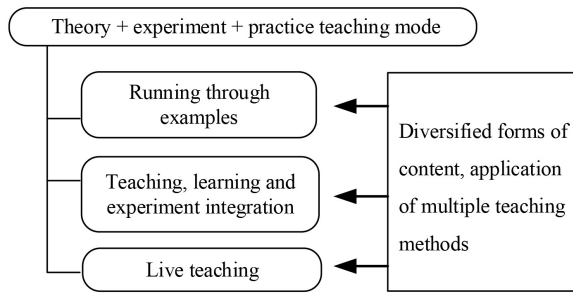 Theory + experiment + practice teaching mode
Running through
examples
Teaching, learning and
experiment integration
Live teaching
Diversified forms of
content, application
of multiple teaching
methods